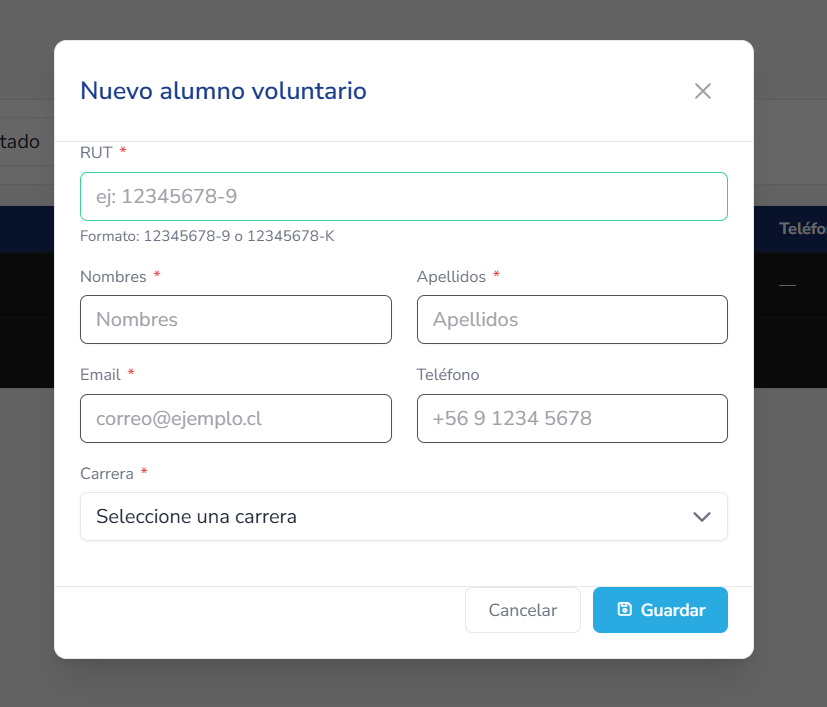 Nuevo alumno voluntario
tado
RUT *
ej: 12345678-9
Formato: 12345678-9 o 12345678-K
Teléfo
Nombres * Apellidos *
Nombres Apellidos
—
Email * Teléfono
correo@ejemplo.cl +56 9 1234 5678
Carrera *
Seleccione una carrera
Cancelar Guardar